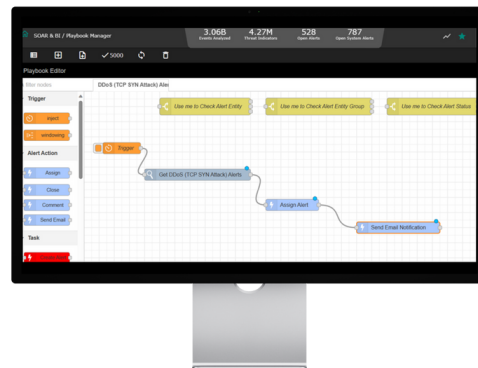 SOAR & BI / Playbook Manager
3.06B
Events Analyzed
4.27M
Threat Indicators
528
Open Alerts
787
Open System Alerts
5000
Playbook Editor
filter nodes
DDoS (TCP SYN Attack) Aler
Trigger
Use me to Check Alert Entity
Use me to Check Alert Entity Group
Use me to Check Alert Status
inject
Trigger
windowing
Alert Action
Assign
Get DDoS (TCP SYN Attack) Alerts
Close
Assign Alert
Comment
Send Email
Send Email Notification
Task